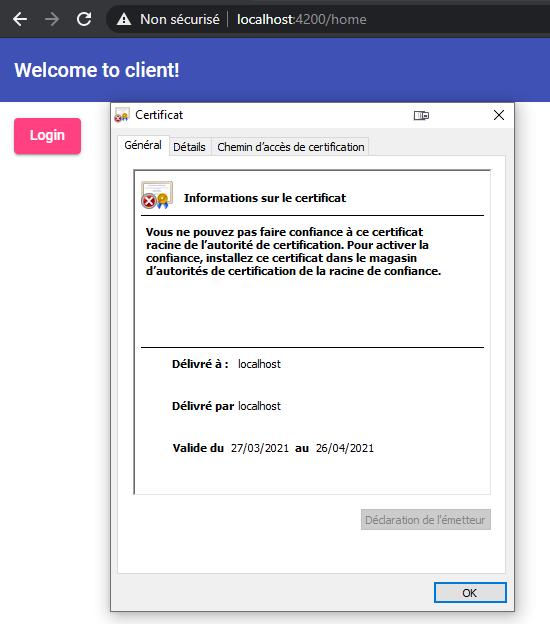 Non sécurisé | localhost:4200/home
Welcome to client!
Login
Certificat
Général Détails Chemin d'accès de certification
Informations sur le certificat
Vous ne pouvez pas faire confiance à ce certificat
racine de l'autorité de certification. Pour activer la
confiance, installez ce certificat dans le magasin
d'autorités de certification de la racine de confiance.
Délivré à : localhost
Délivré par localhost
Valide du 27/03/2021 au 26/04/2021
Déclaration de l'émetteur
OK